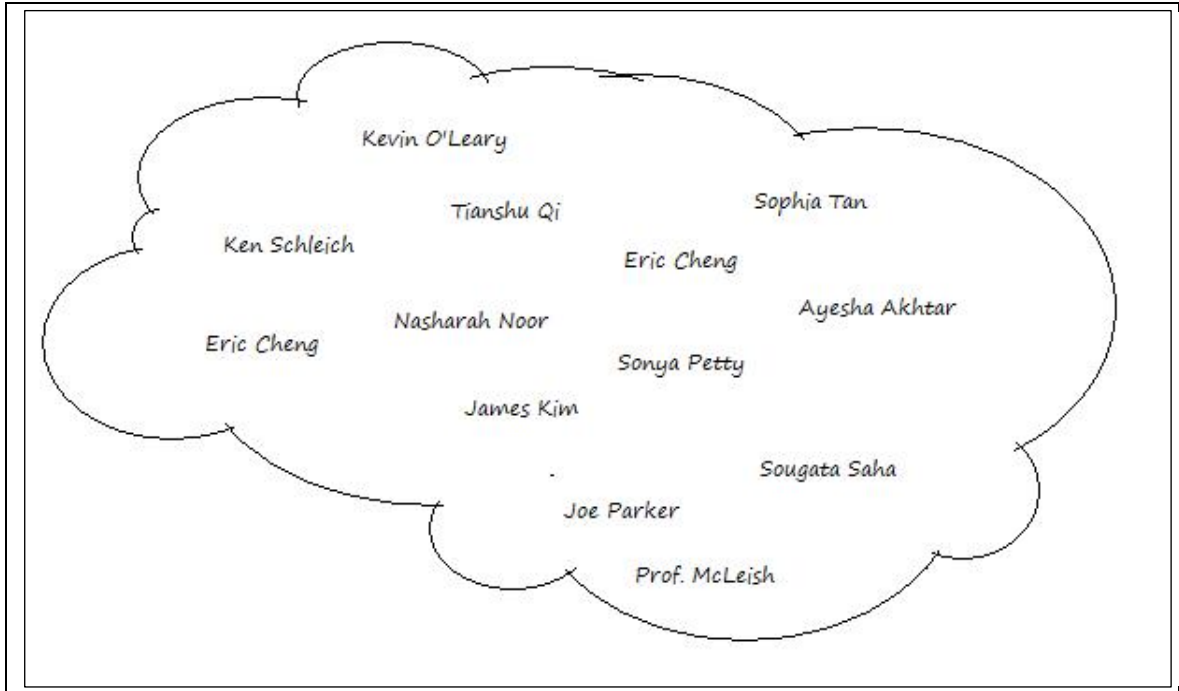 Kevin O'Leary
Sophia Tan
Tianshu Qi
Ken Schleich
Eric Cheng
Ayesha Akhtar
Nasharah Noor
Eric Cheng
Sonya Petty
James Kim
Sougata Saha
Joe Parker
Prof. McLeish